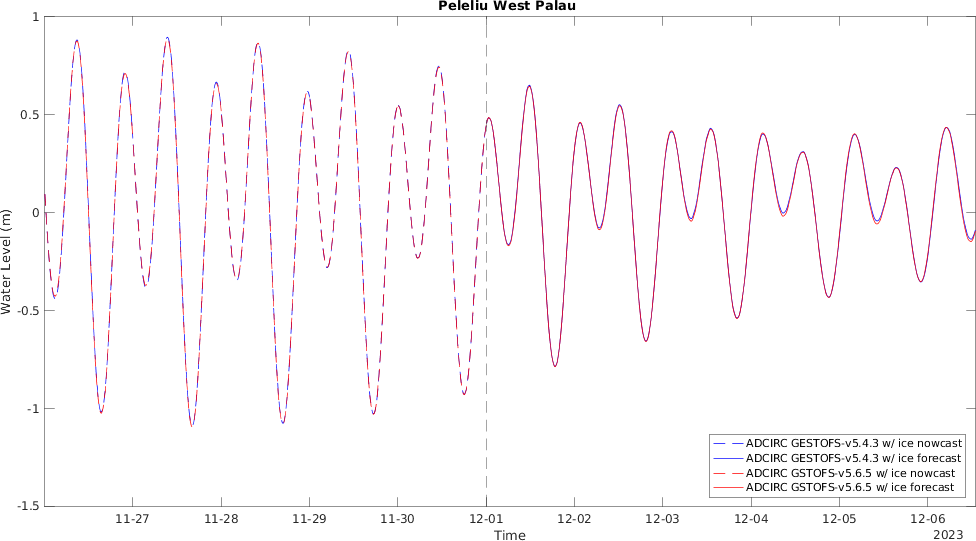 Peleliu West Palau
1
0.5
0
-0.5
-1
-1.5
Water Level (m)
ADCIRC GESTOFS-v5.4.3 w/ ice nowcast
ADCIRC GESTOFS-v5.4.3 w/ ice forecast
ADCIRC GSTOFS-v5.6.5 w/ ice nowcast
ADCIRC GSTOFS-v5.6.5 w/ ice forecast
11-27 11-28 11-29 11-30 12-01 12-02 12-03 12-04 12-05 12-06
Time 2023